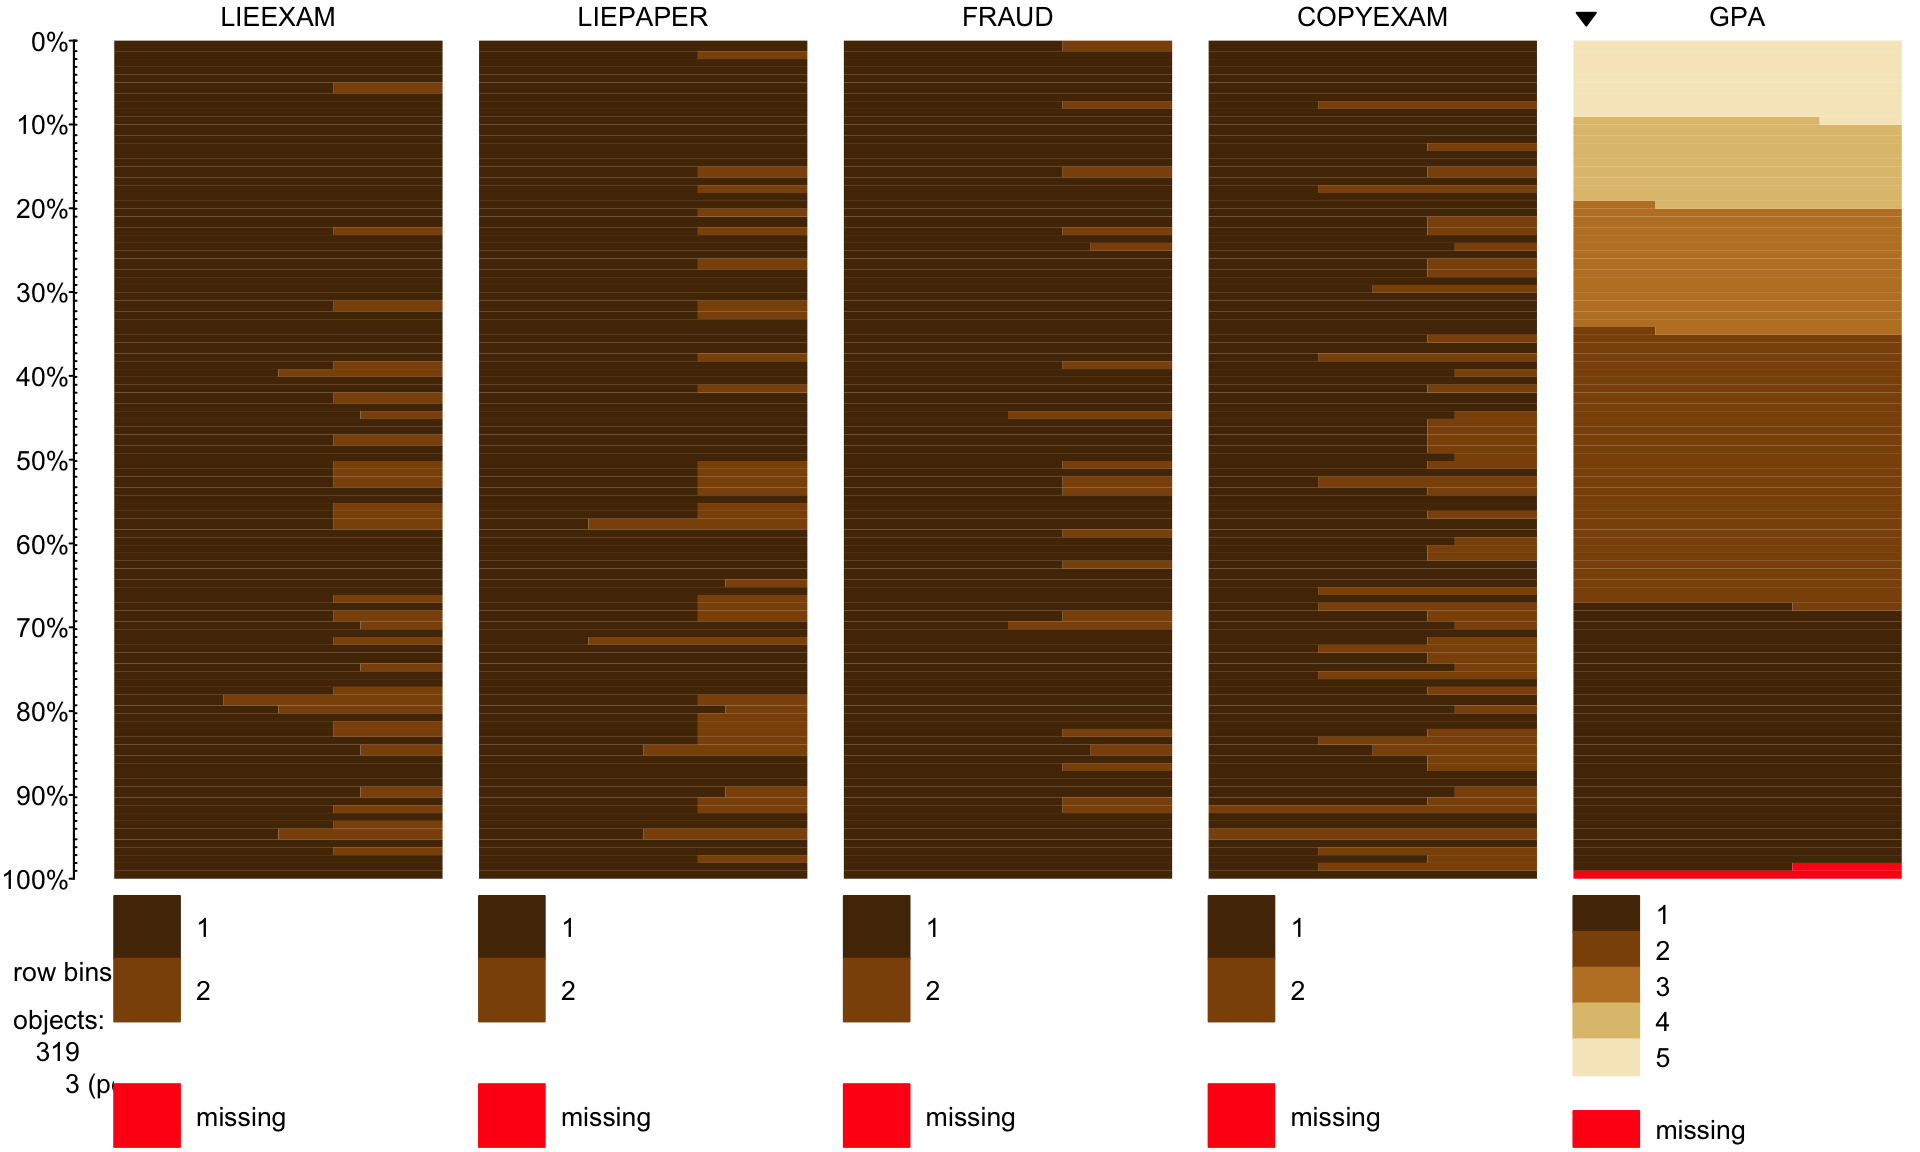 LIEEXAM LIEPAPER FRAUD COPYEXAM GPA
0%
10%
20%
30%
40%
50%
60%
70%
80%
90%
100%
1 1 1 1 1
2
row bins
2 2 2 2
3
objects:
4
319
5
3
missing missing missing missing missing